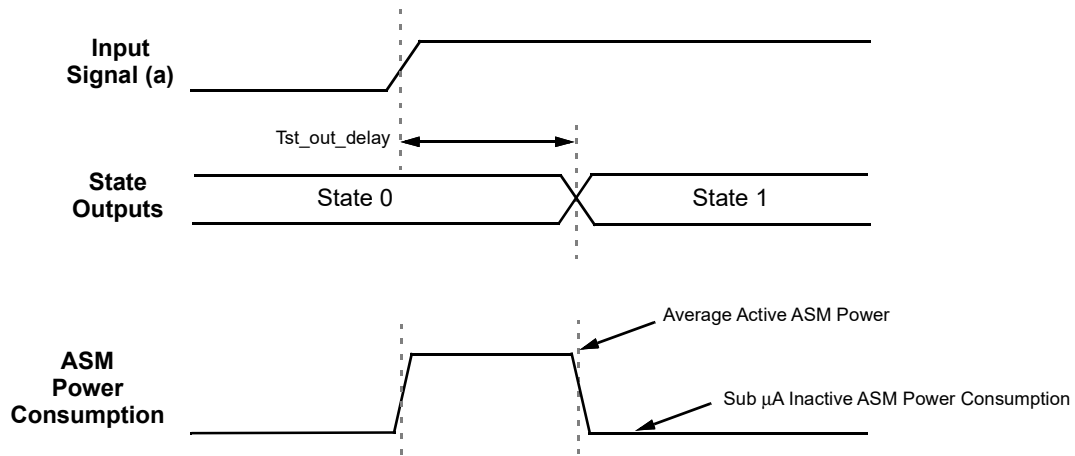 Input
Signal (a)
Tst_out_delay
State
Outputs
State 0
State 1
Average Active ASM Power
ASM
Power
Consumption
Sub μA Inactive ASM Power Consumption